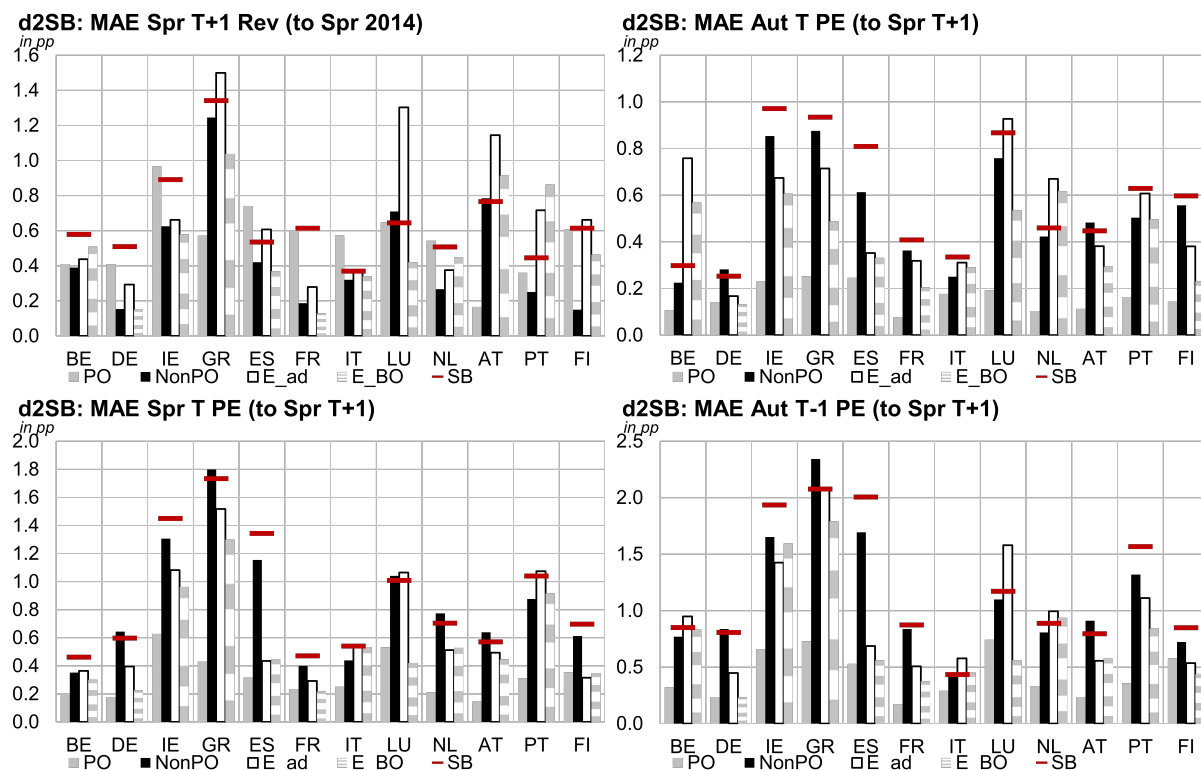 d2SB: MAE Spr T+1 Rev (to Spr 2014)
in pp
1.6
1.4
1.2
1.0
0.8
0.6
0.4
0.2
0.0
BE DE IE GR ES FR IT LU NL AT PT FI
PO NonPO E_ad E_BO SB
d2SB: MAE Aut T PE (to Spr T+1)
in pp
1.2
1.0
0.8
0.6
0.4
0.2
0.0
BE DE IE GR ES FR IT LU NL AT PT FI
PO NonPO E_ad E_BO SB
d2SB: MAE Spr T PE (to Spr T+1)
in pp
2.0
1.8
1.6
1.4
1.2
1.0
0.8
0.6
0.4
0.2
0.0
BE DE IE GR ES FR IT LU NL AT PT FI
PO NonPO E_ad E_BO SB
d2SB: MAE Aut T-1 PE (to Spr T+1)
in pp
2.5
2.0
1.5
1.0
0.5
0.0
BE DE IE GR ES FR IT LU NL AT PT FI
PO NonPO E_ad E_BO SB